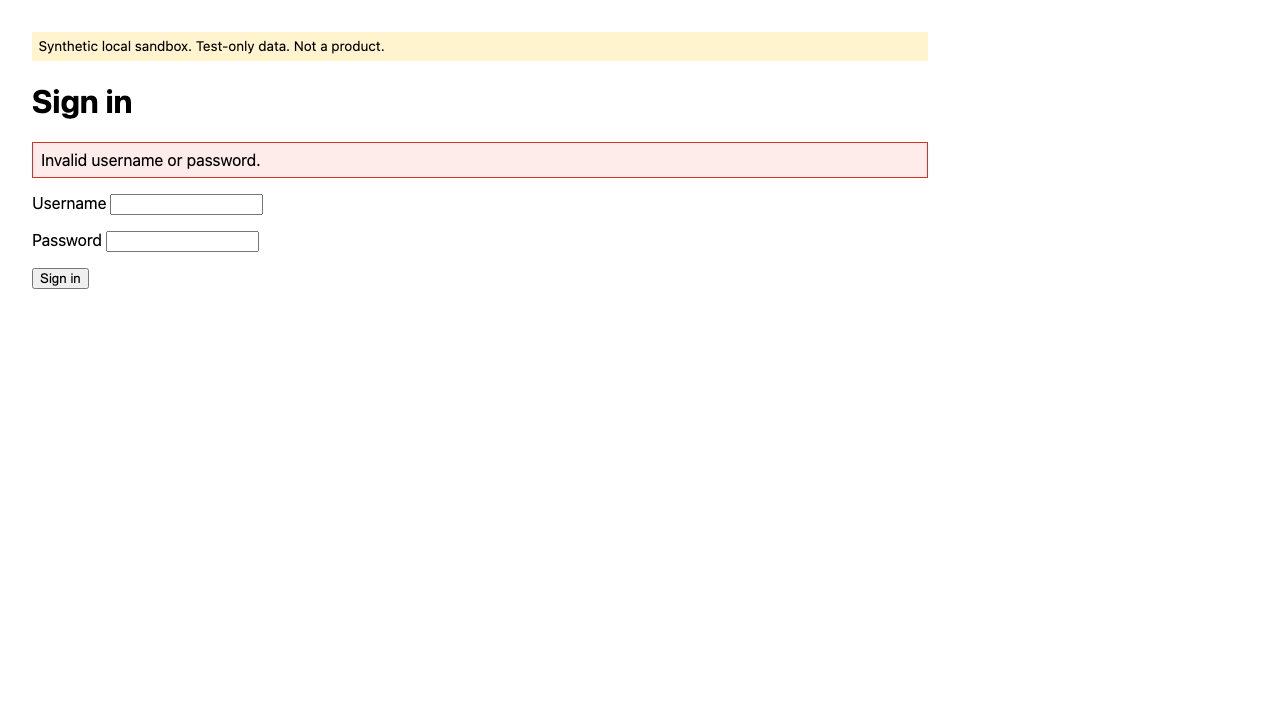 Synthetic local sandbox. Test-only data. Not a product.
Sign in
Invalid username or password.
Username
Password
Sign in